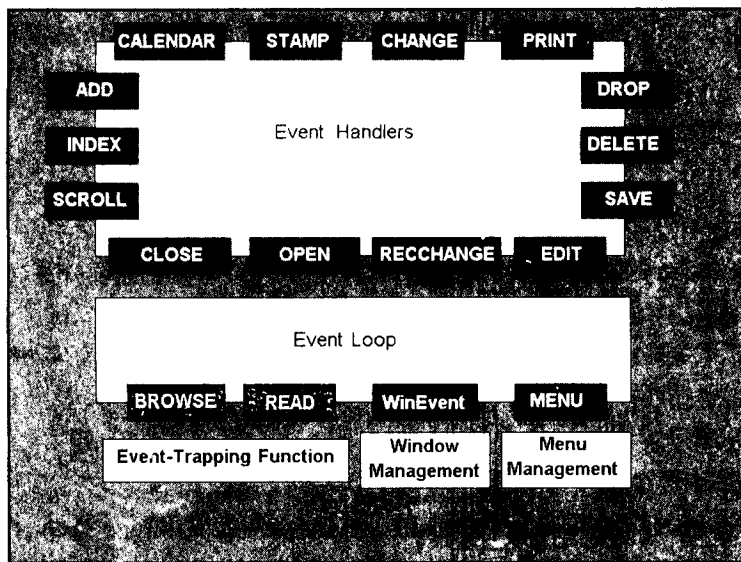 CALENDAR STAMP CHANGE PRINT
ADD DROP
Event Handlers
INDEX DELETE
SCROLL SAVE
CLOSE OPEN RECCHANGE EDIT
Event Loop
BROWSE READ WinEvent MENU
Event-Trapping Function
Window
Management
Menu
Management